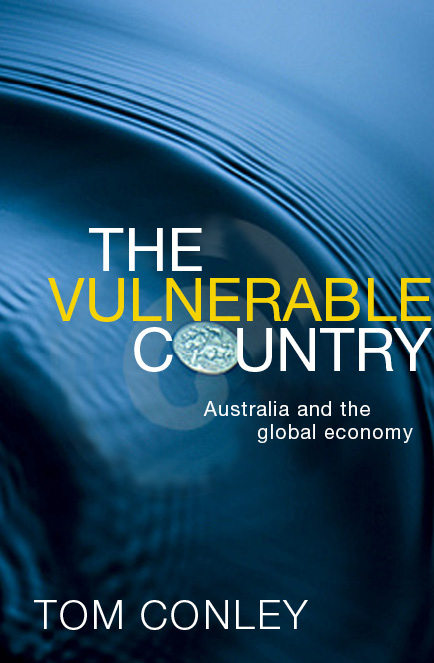 THE
VULNERABLE
COUNTRY
Australia and the
global economy
TOM CONLEY